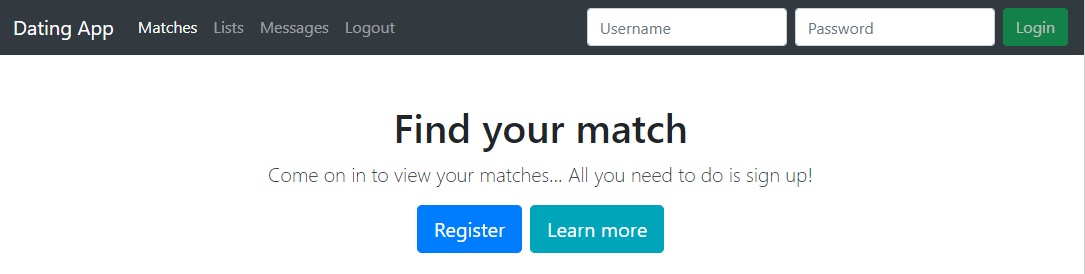 Dating App Matches Lists Messages Logout Username Password Login
Find your match
Come on in to view your matches... All you need to do is sign up!
Register Learn more